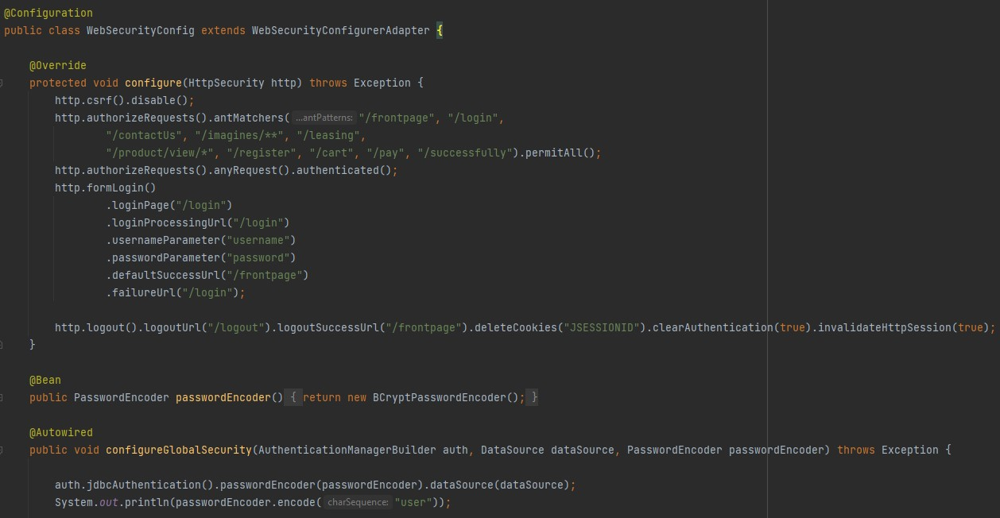 @Configuration
public class WebSecurityConfig extends WebSecurityConfigurerAdapter {
@Override
protected void configure(HttpSecurity http) throws Exception {
http.csrf().disable();
http.authorizeRequests().antMatchers( ...antPatterns: "/frontpage", "/login",
"/contactUs", "/imagines/**", "/leasing",
"/product/view/*", "/register", "/cart", "/pay", "/successfully").permitAll();
http.authorizeRequests().anyRequest().authenticated();
http.formLogin()
.loginPage("/login")
.loginProcessingUrl("/login")
.usernameParameter("username")
.passwordParameter("password")
.defaultSuccessUrl("/frontpage")
.failureUrl("/login");
http.logout().logoutUrl("/logout").logoutSuccessUrl("/frontpage").deleteCookies("JSESSIONID").clearAuthentication(true).invalidateHttpSession(true);
}
@Bean
public PasswordEncoder passwordEncoder() { return new BCryptPasswordEncoder(); }
@Autowired
public void configureGlobalSecurity(AuthenticationManagerBuilder auth, DataSource dataSource, PasswordEncoder passwordEncoder) throws Exception {
auth.jdbcAuthentication().passwordEncoder(passwordEncoder).dataSource(dataSource);
System.out.println(passwordEncoder.encode( charSequence: "user"));